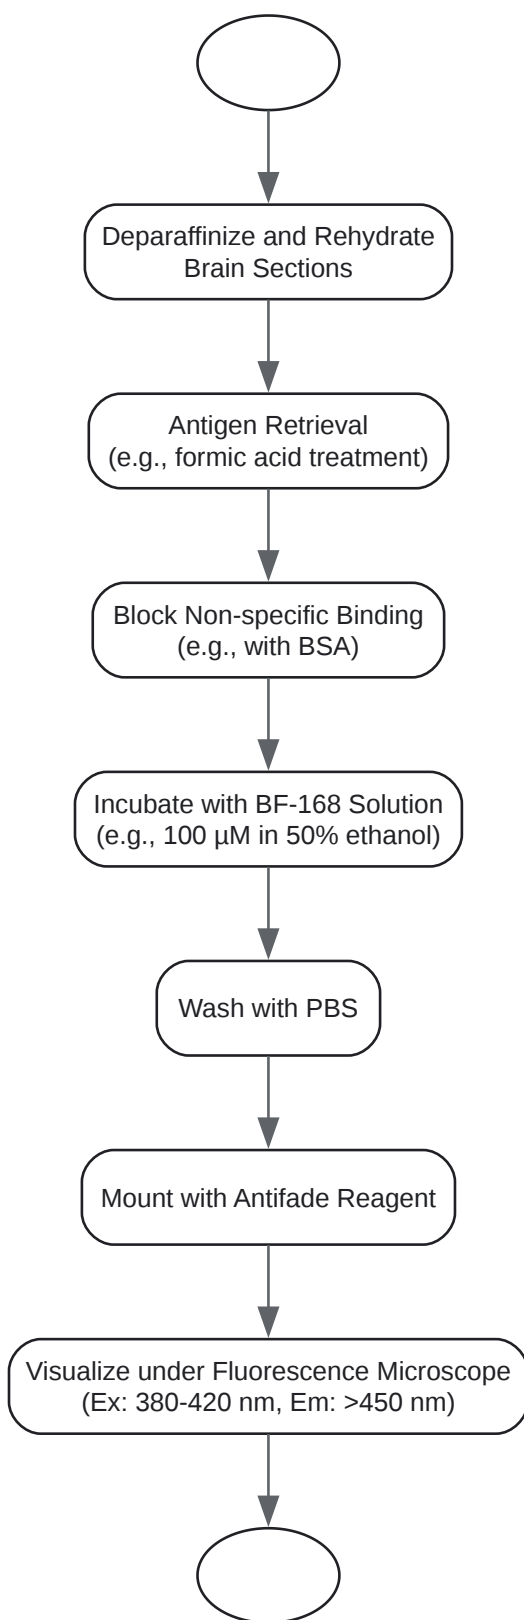 Deparaffinize and Rehydrate
Brain Sections
Antigen Retrieval
(e.g., formic acid treatment)
Block Non-specific Binding
(e.g., with BSA)
Incubate with BF-168 Solution
(e.g., 100 µM in 50% ethanol)
Wash with PBS
Mount with Antifade Reagent
Visualize under Fluorescence Microscope
(Ex: 380-420 nm, Em: >450 nm)